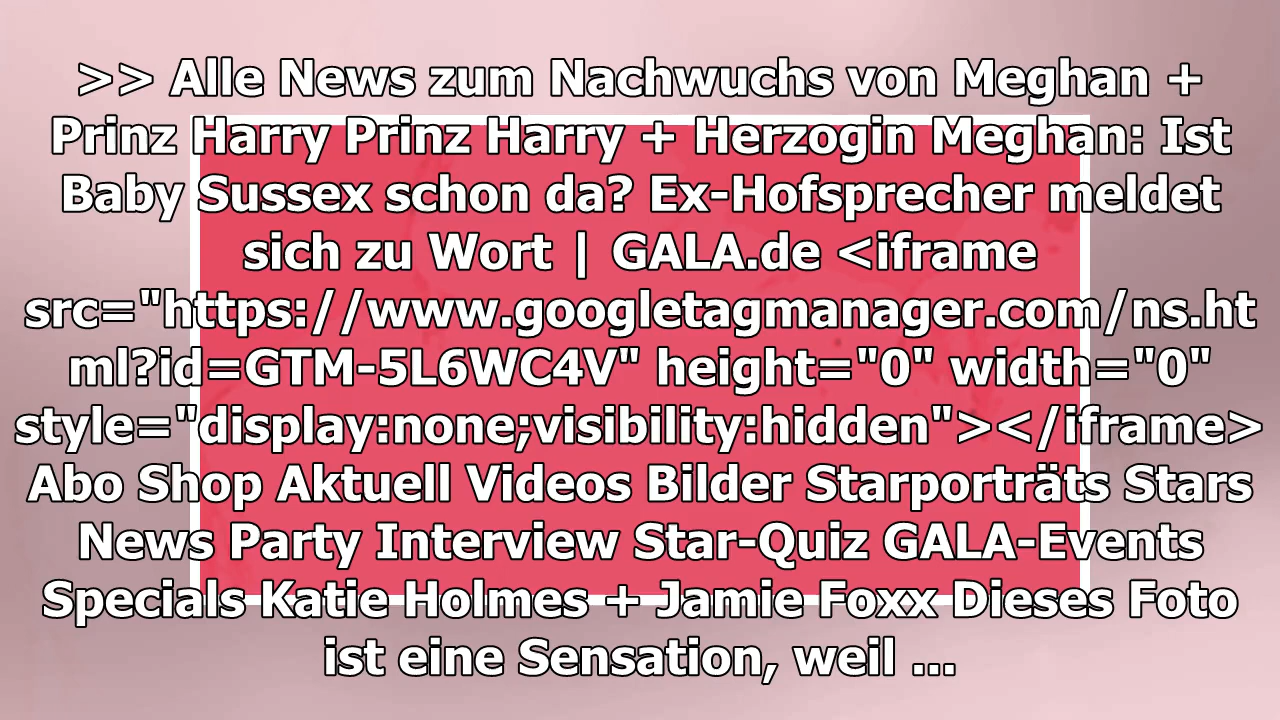 >> Alle News zum Nachwuchs von Meghan +
Prinz Harry Prinz Harry + Herzogin Meghan: Ist
Baby Sussex schon da? Ex-Hofsprecher meldet
sich zu Wort | GALA.de <iframe
src="https://www.googletagmanager.com/ns.ht
ml?id=GTM-5L6WC4V" height="0" width="0"
style="display:none;visibility:hidden"></iframe>
Abo Shop Aktuell Videos Bilder Starporträts Stars
News Party Interview Star-Quiz GALA-Events
Specials Katie Holmes + Jamie Foxx Dieses Foto
ist eine Sensation, weil ...